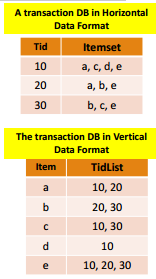 A transaction DB in Horizontal
Data Format
Tid Itemset
10 a, c, d, e
20 a, b, e
30 b, c, e
The transaction DB in Vertical
Data Format
Item TidList
a 10, 20
b 20, 30
c 10, 30
d 10
e 10, 20, 30